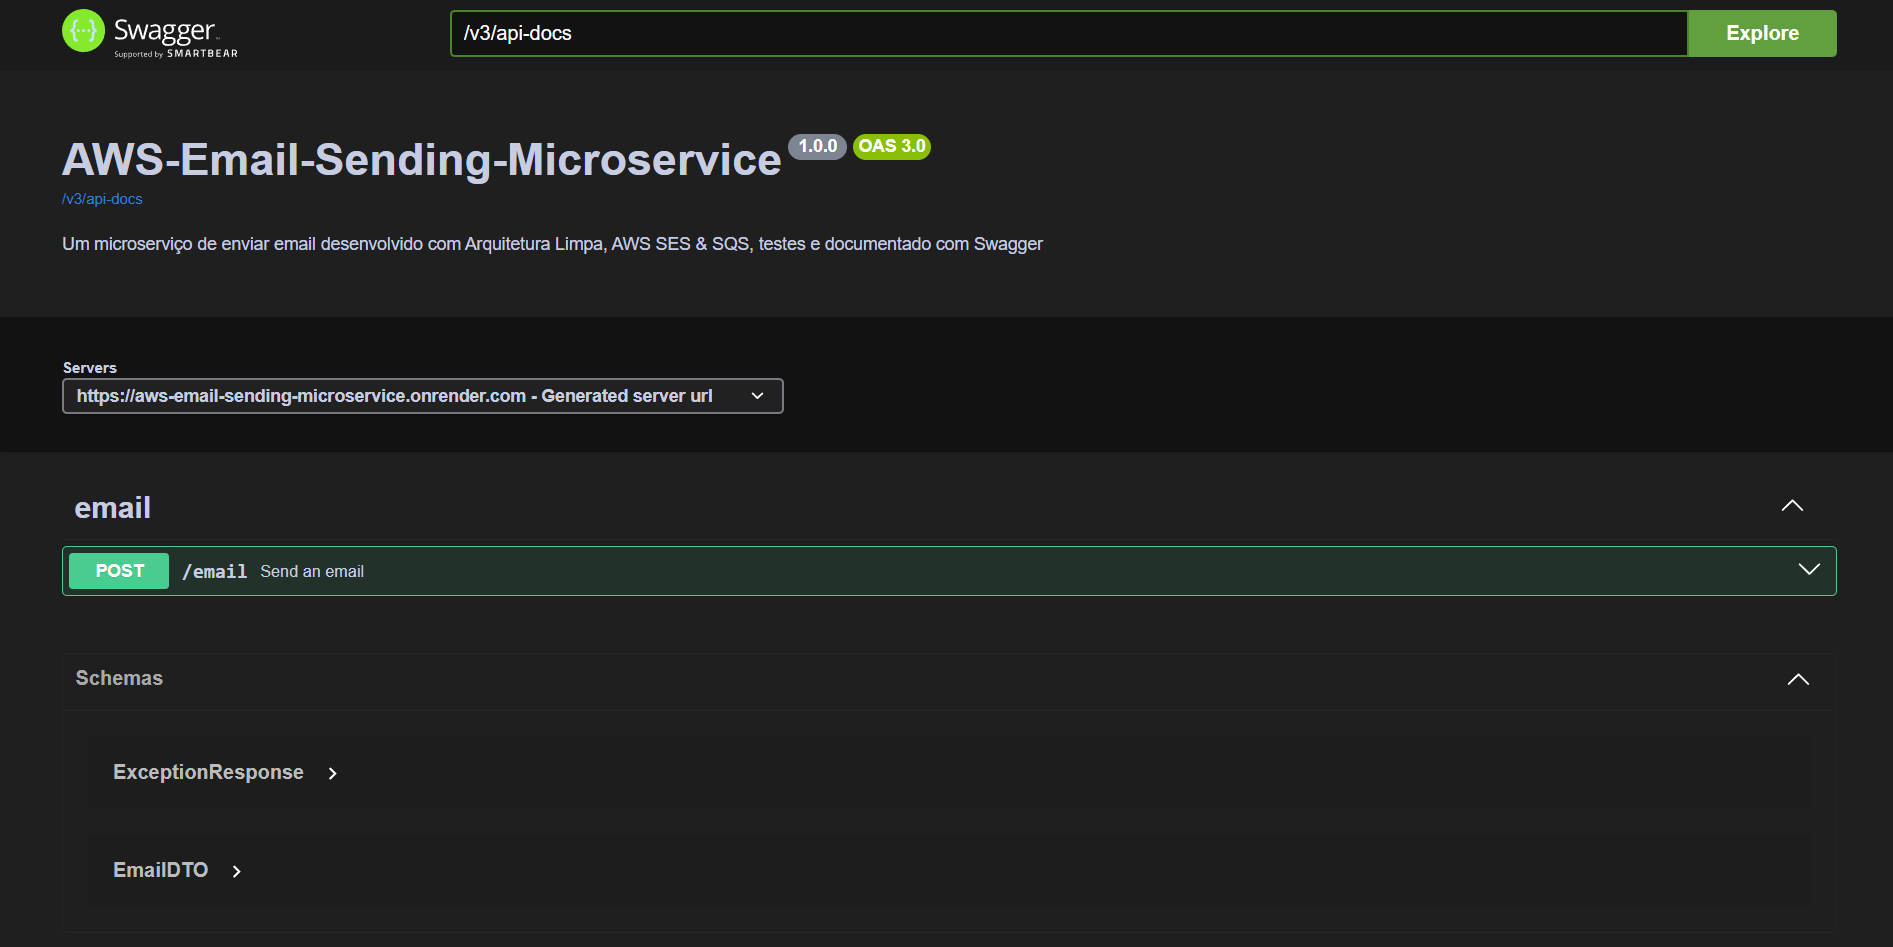 Swagger
Supported by SMARTBEAR
/v3/api-docs
Explore
AWS-Email-Sending-Microservice 1.0.0 OAS 3.0
/v3/api-docs
Um microserviço de enviar email desenvolvido com Arquitetura Limpa, AWS SES & SQS, testes e documentado com Swagger
Servers
https://aws-email-sending-microservice.onrender.com - Generated server url
email
POST /email Send an email
Schemas
ExceptionResponse
EmailDTO